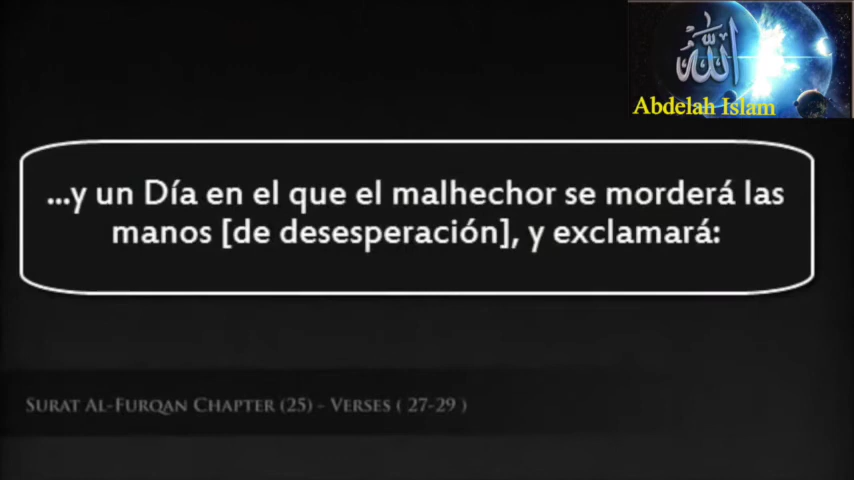 الله
Abdelah Islam
...y un Día en el que el malhechor se morderá las
manos [de desesperación], y exclamará:
Surat Al-Furqan Chapter (25) - Verses ( 27-29 )